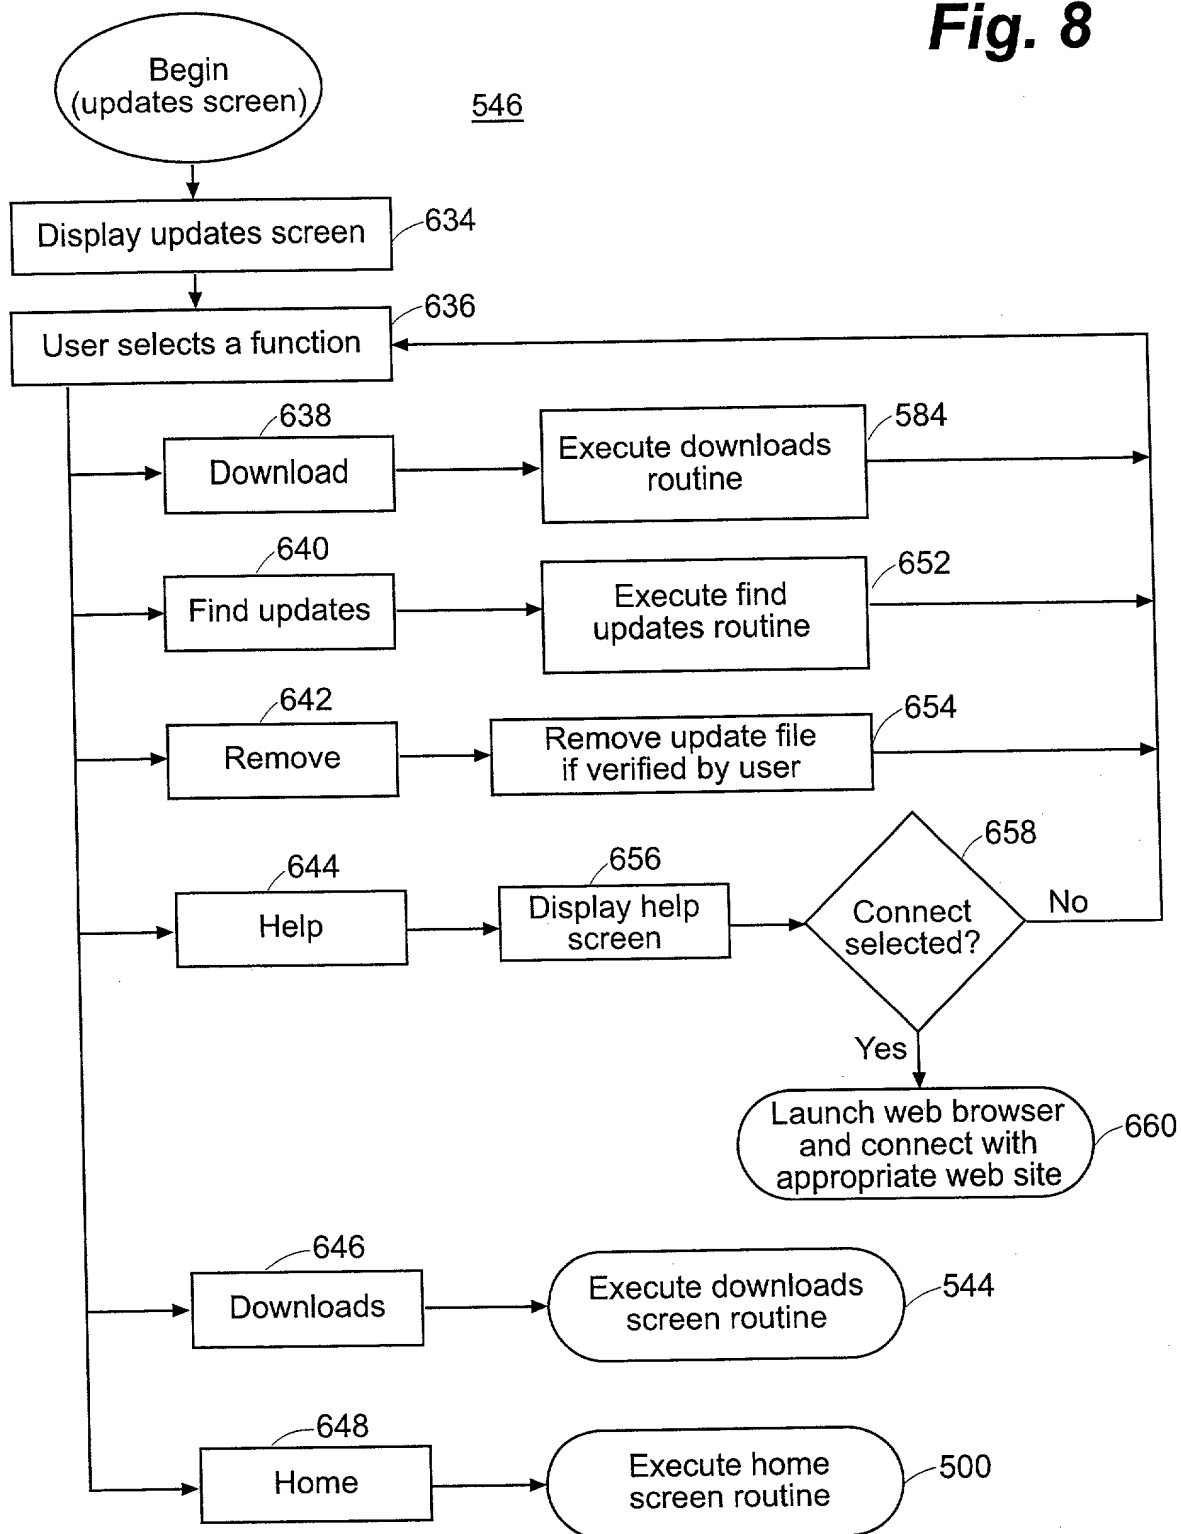 Fig. 8
Begin
(updates screen)
546
Display updates screen
634
User selects a function
636
638
Download
Execute downloads
routine
584
640
Find updates
Execute find
updates routine
652
642
Remove
Remove update file
if verified by user
654
644
Help
656
Display help
screen
658
Connect
selected?
No
Yes
Launch web browser
and connect with
appropriate web site
660
646
Downloads
Execute downloads
screen routine
544
648
Home
Execute home
screen routine
500